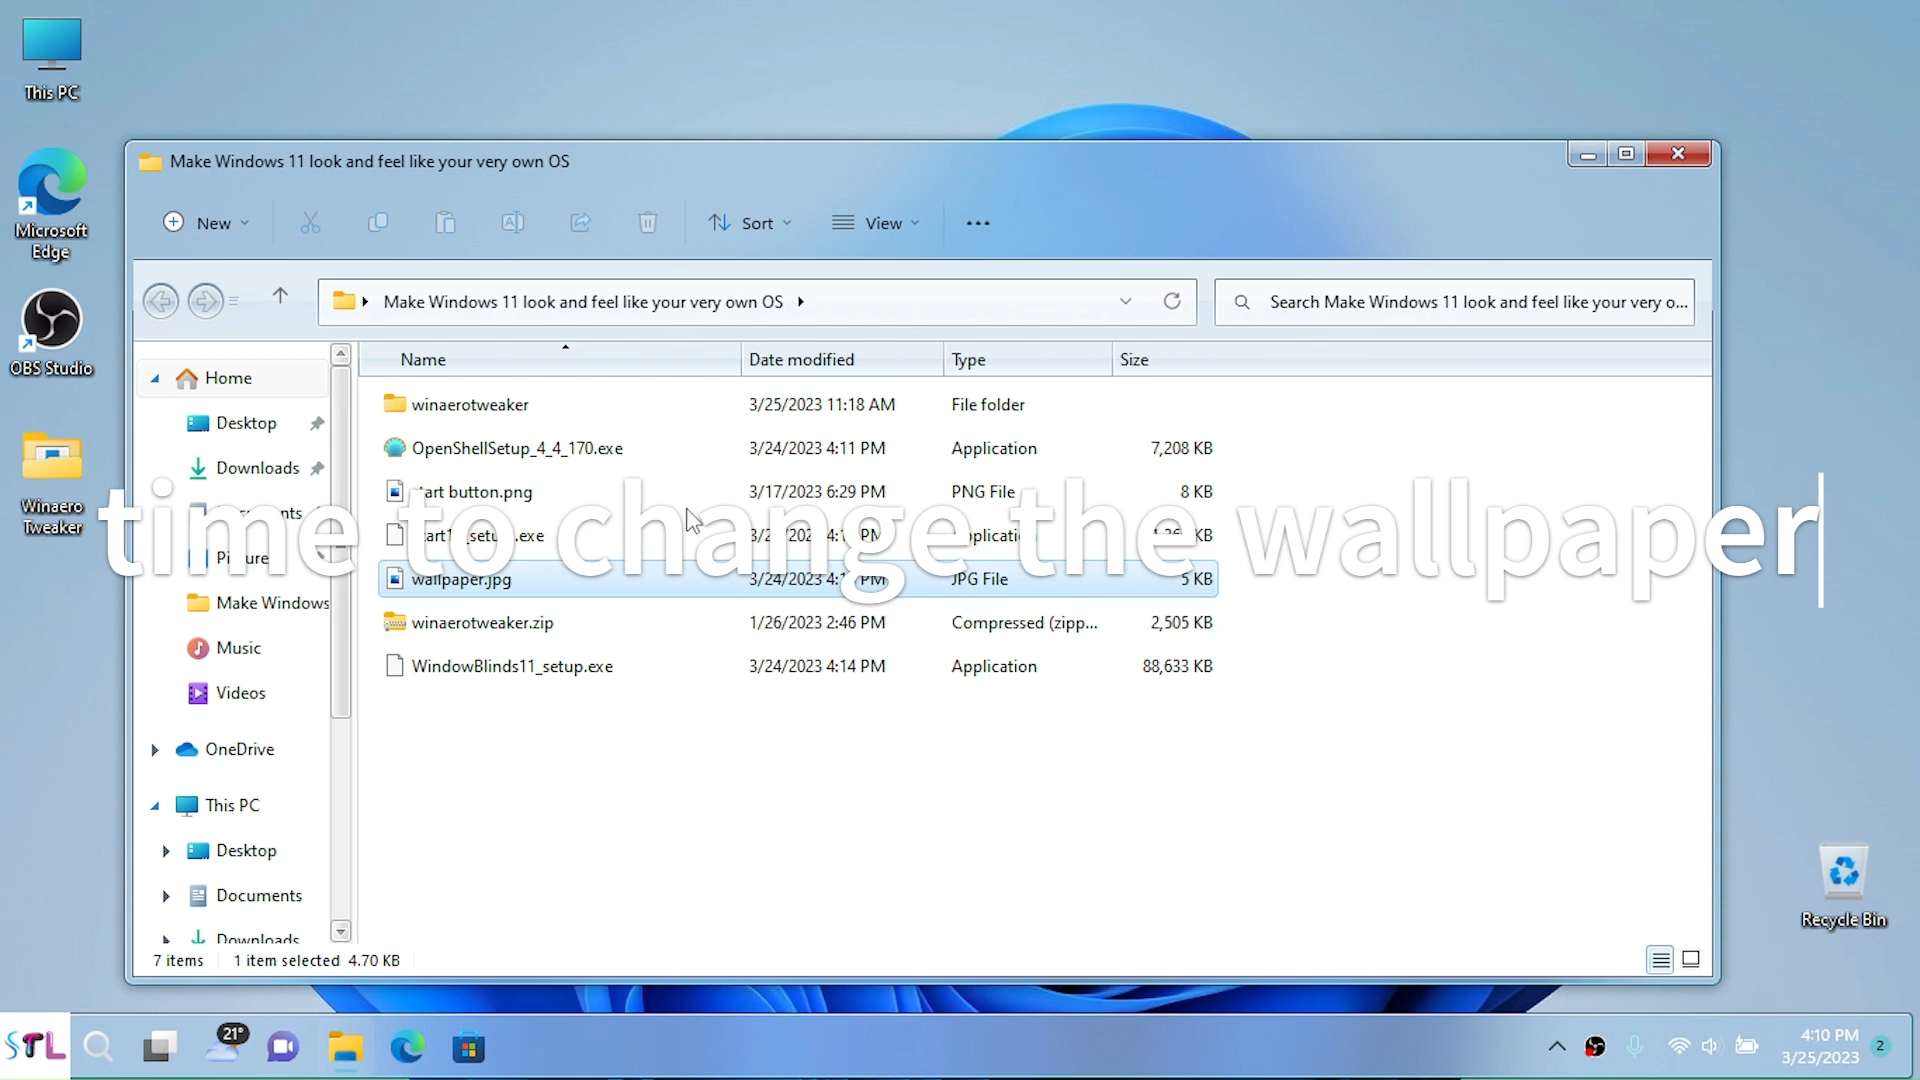 This PC
Microsoft
Edge
OBS Studio
Winaero
Tweaker
Make Windows 11 look and feel like your very own OS
New
Sort
View
Make Windows 11 look and feel like your very own OS
Search Make Windows 11 look and feel like your very o...
Name Date modified Type Size
Home
Desktop
Downloads
Make Windows
Music
Videos
OneDrive
This PC
Desktop
Documents
Downloads
winaerotweaker 3/25/2023 11:18 AM File folder
OpenShellSetup_4_4_170.exe 3/24/2023 4:11 PM Application 7,208 KB
button.png 3/17/2023 6:29 PM PNG File 8 KB
time to change the wallpaper
wallpaper.jpg JPG File 5 KB
winaerotweaker.zip 1/26/2023 2:46 PM Compressed (zipp... 2,505 KB
WindowBlinds11_setup.exe 3/24/2023 4:14 PM Application 88,633 KB
7 items 1 item selected 4.70 KB
Recycle Bin
STL
21°
4:10 PM
3/25/2023
2